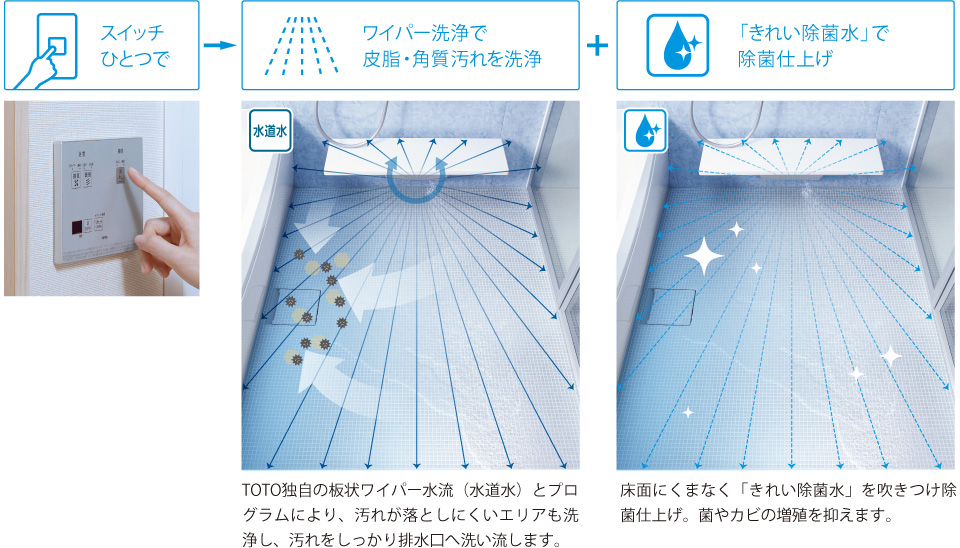 スイッチ
ひとつで
ワイパー洗浄で
皮脂・角質汚れを洗浄
「きれい除菌水」で
除菌仕上げ
水道水
TOTO独自の板状ワイパー水流（水道水）とプロ
グラムにより、汚れが落としにくいエリアも洗
浄し、汚れをしっかり排水口へ洗い流します。
床面にくまなく「きれい除菌水」を吹きつけ除
菌仕上げ。菌やカビの増殖を抑えます。